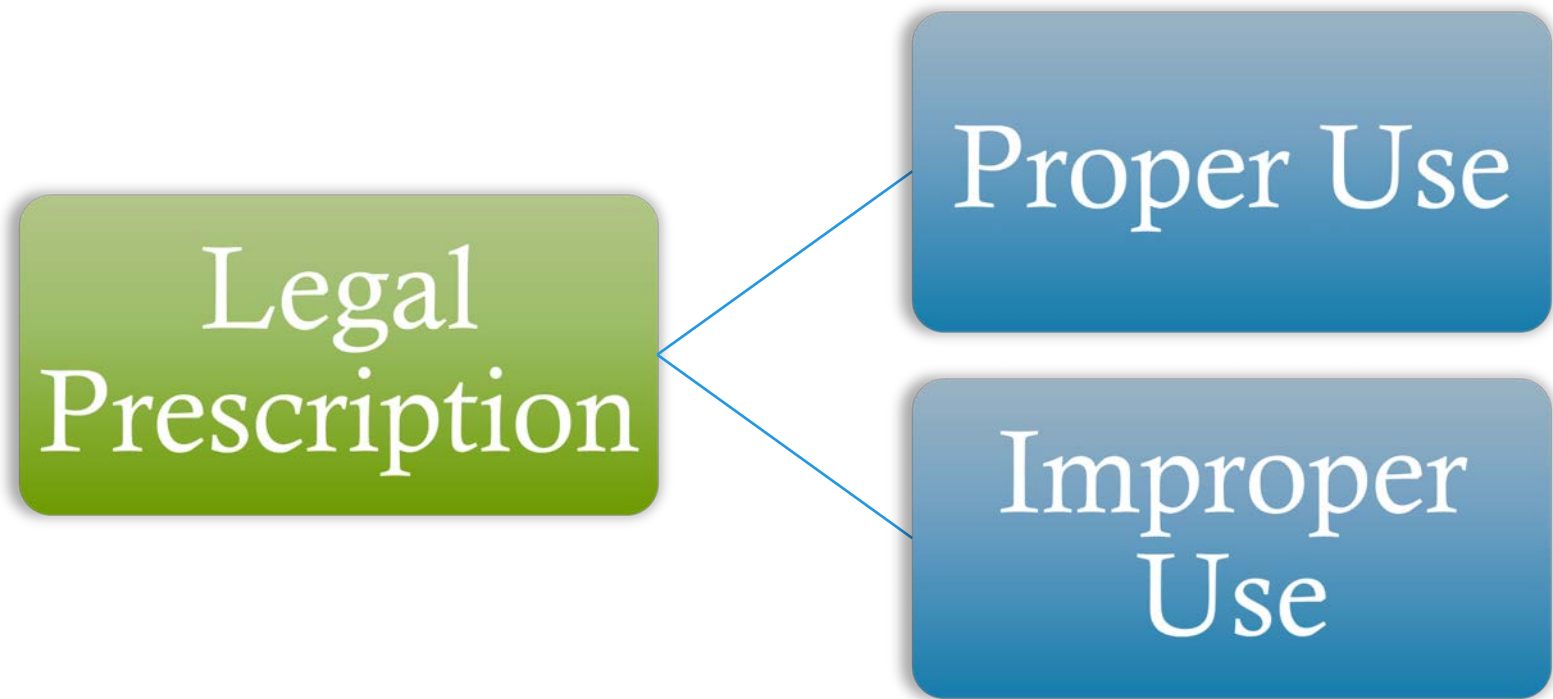 Legal
Prescription
Proper Use
Improper
Use